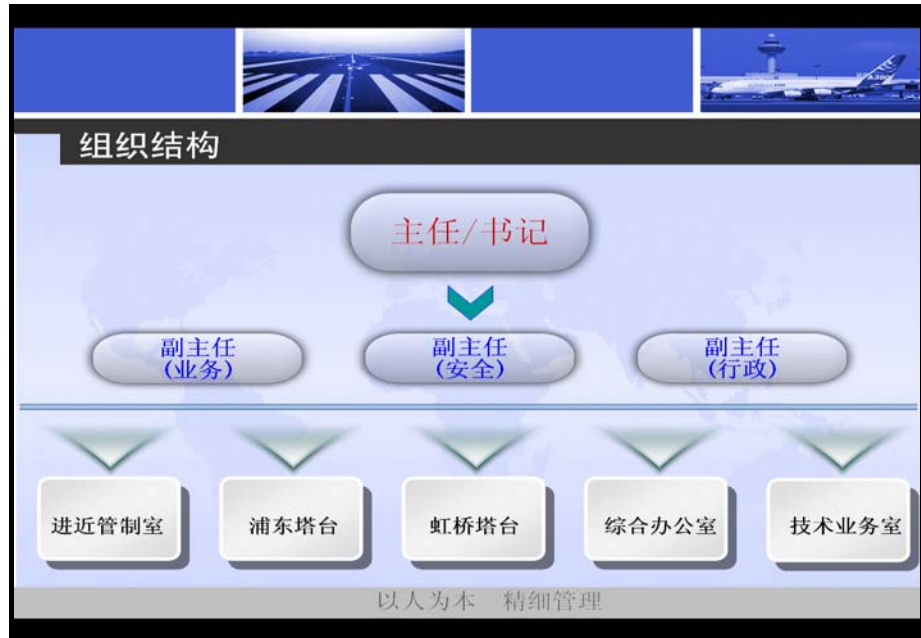 组织结构
主任/书记
副主任
(业务)
副主任
(安全)
副主任
(行政)
进近管制室
浦东塔台
虹桥塔台
综合办公室
技术业务室
以人为本 精细管理
A380